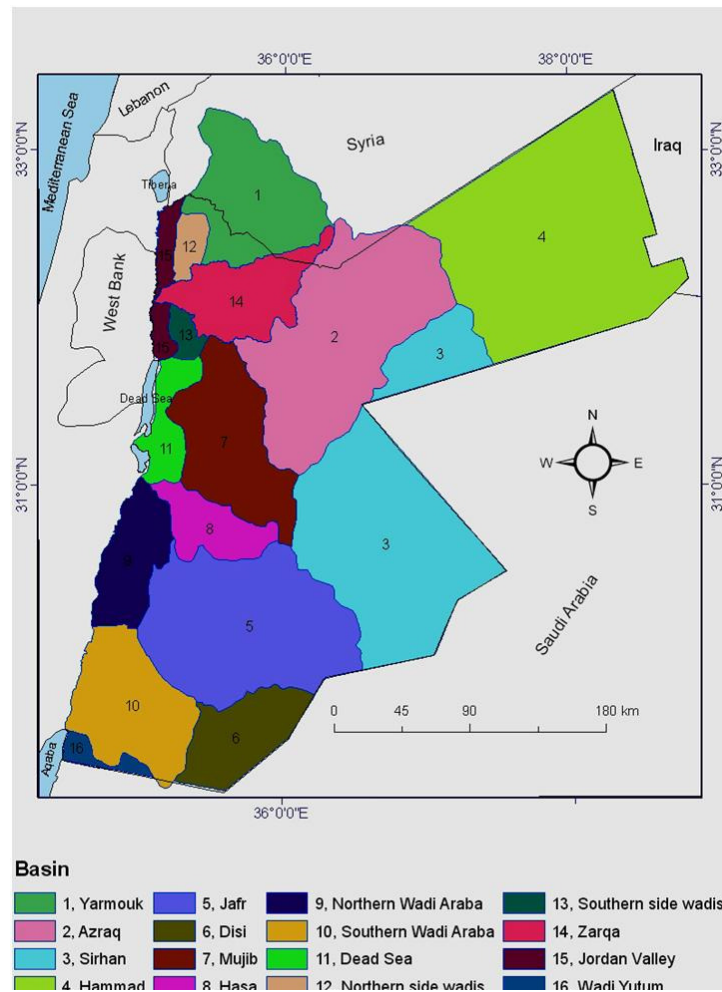 36°0'0"E 38°0'0"E
Lebanon
Mediterranean Sea
Syria
Iraq
33°0'0"N 33°0'0"N
Tiberia
1
4
15 12
West Bank
14
13 2
15
3
Dead Sea
N
7
11 W E
31°0'0"N 31°0'0"N
S
8
3
9
Saudi Arabia
5
10
0 45 90 180 km
6
16
Aqaba
36°0'0"E
Basin
1, Yarmouk 5, Jafr 9, Northern Wadi Araba 13, Southern side wadis
2, Azraq 6, Disi 10, Southern Wadi Araba 14, Zarqa
3, Sirhan 7, Mujib 11, Dead Sea 15, Jordan Valley
4, Hammad 8, Hasa 12, Northern side wadis 16, Wadi Yutum